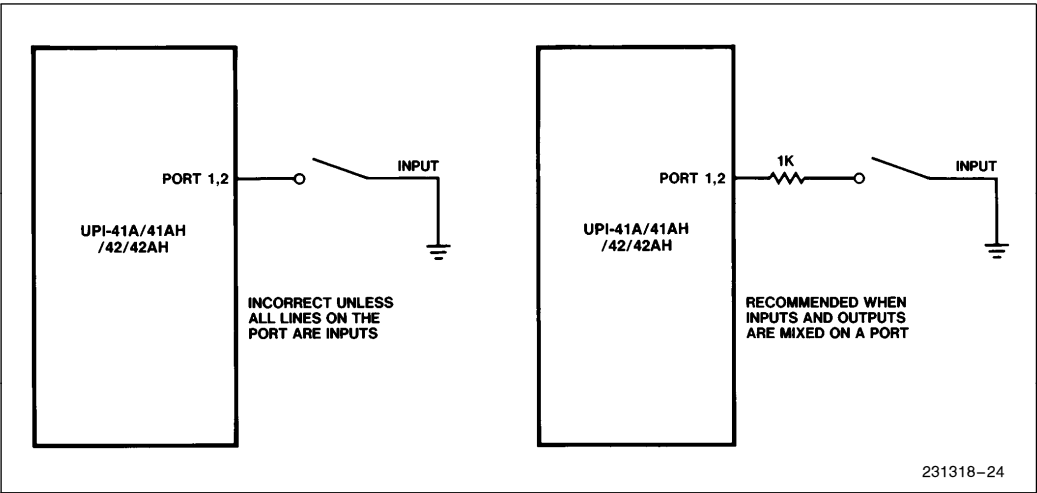 PORT 1,2
INPUT
UPI-41A/41AH
/42/42AH
INCORRECT UNLESS
ALL LINES ON THE
PORT ARE INPUTS
PORT 1,2
1K
INPUT
UPI-41A/41AH
/42/42AH
RECOMMENDED WHEN
INPUTS AND OUTPUTS
ARE MIXED ON A PORT
231318–24